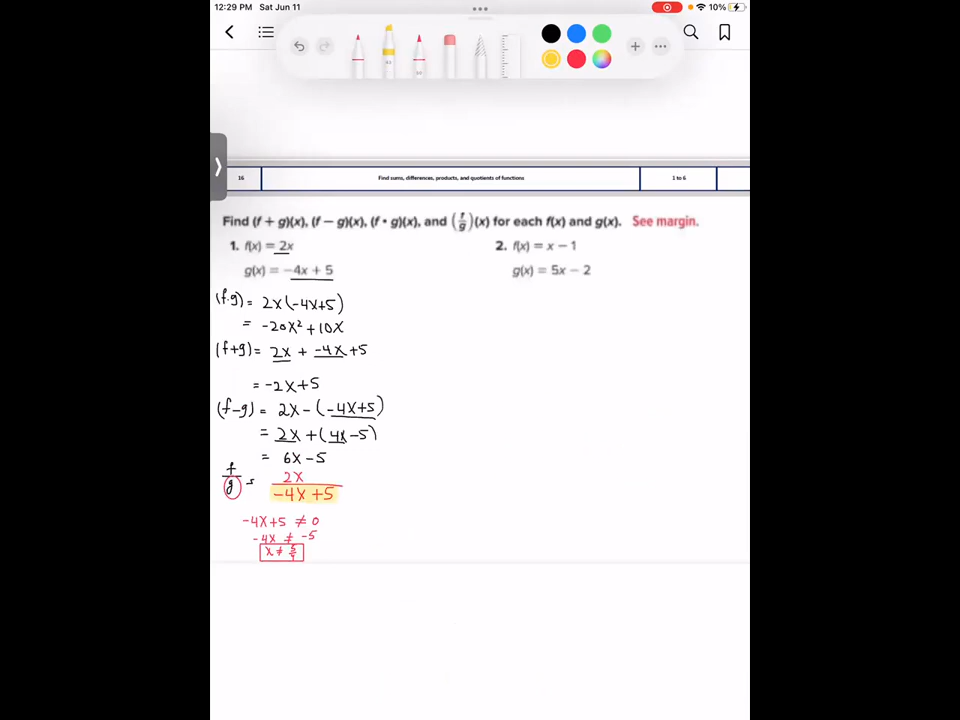 12:29 PM Sat Jun 11
10%
16 Find sums, differences, products, and quotients of functions 1 to 6
Find (f + g)(x), (f − g)(x), (f • g)(x), and (f/g)(x) for each f(x) and g(x). See margin.
1. f(x) = 2x
g(x) = −4x + 5
2. f(x) = x − 1
g(x) = 5x − 2
(f·g) = 2x(-4x+5)
= -20x² + 10x
(f+g) = 2x + -4x + 5
= -2x + 5
(f-g) = 2x - (-4x+5)
= 2x + (4x - 5)
= 6x - 5
f/g = 2x/(-4x + 5)
-4x+5 ≠ 0
-4x ≠ -5
x ≠ 5/4